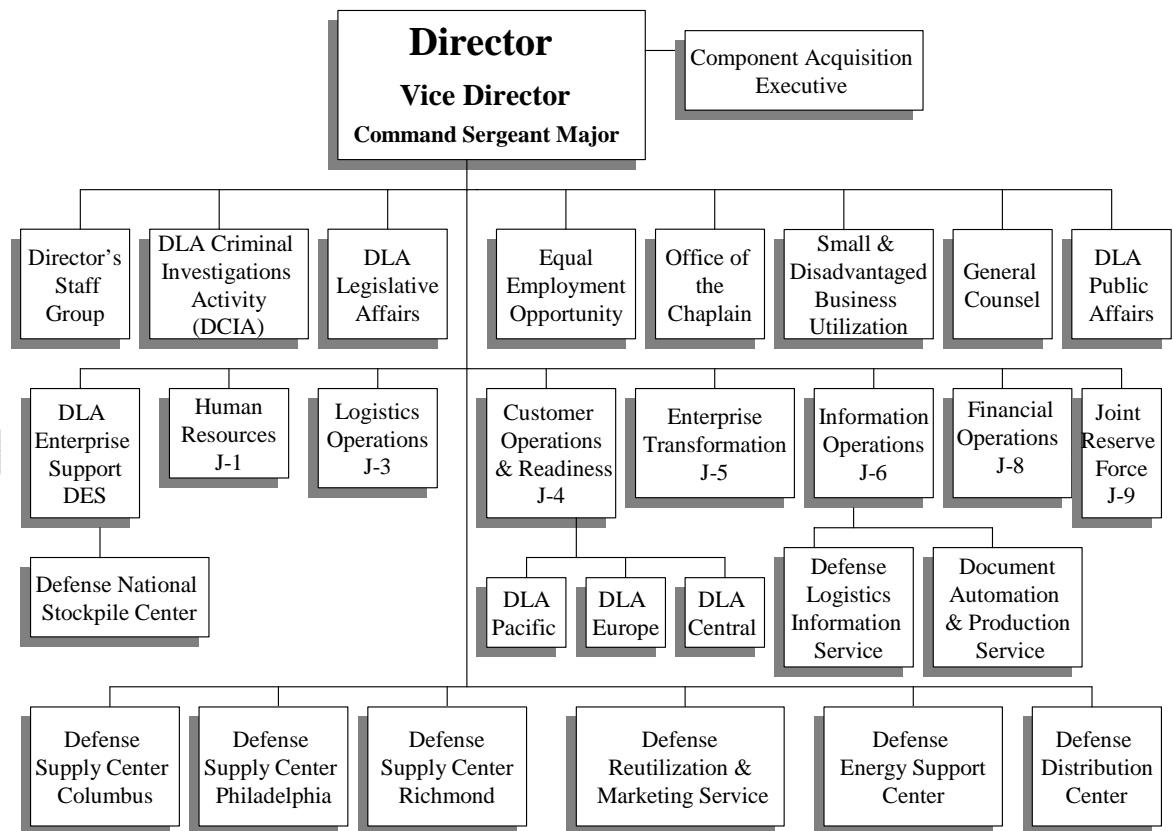 Director
Vice Director
Command Sergeant Major
Component Acquisition
Executive
Director's
Staff
Group
DLA Criminal
Investigations
Activity
(DCIA)
DLA
Legislative
Affairs
Equal
Employment
Opportunity
Office of
the
Chaplain
Small &
Disadvantaged
Business
Utilization
General
Counsel
DLA
Public
Affairs
DLA
Enterprise
Support
DES
Human
Resources
J-1
Logistics
Operations
J-3
Customer
Operations
& Readiness
J-4
Enterprise
Transformation
J-5
Information
Operations
J-6
Financial
Operations
J-8
Joint
Reserve
Force
J-9
Defense National
Stockpile Center
DLA
Pacific
DLA
Europe
DLA
Central
Defense
Logistics
Information
Service
Document
Automation
& Production
Service
Defense
Supply Center
Columbus
Defense
Supply Center
Philadelphia
Defense
Supply Center
Richmond
Defense
Reutilization &
Marketing Service
Defense
Energy Support
Center
Defense
Distribution
Center